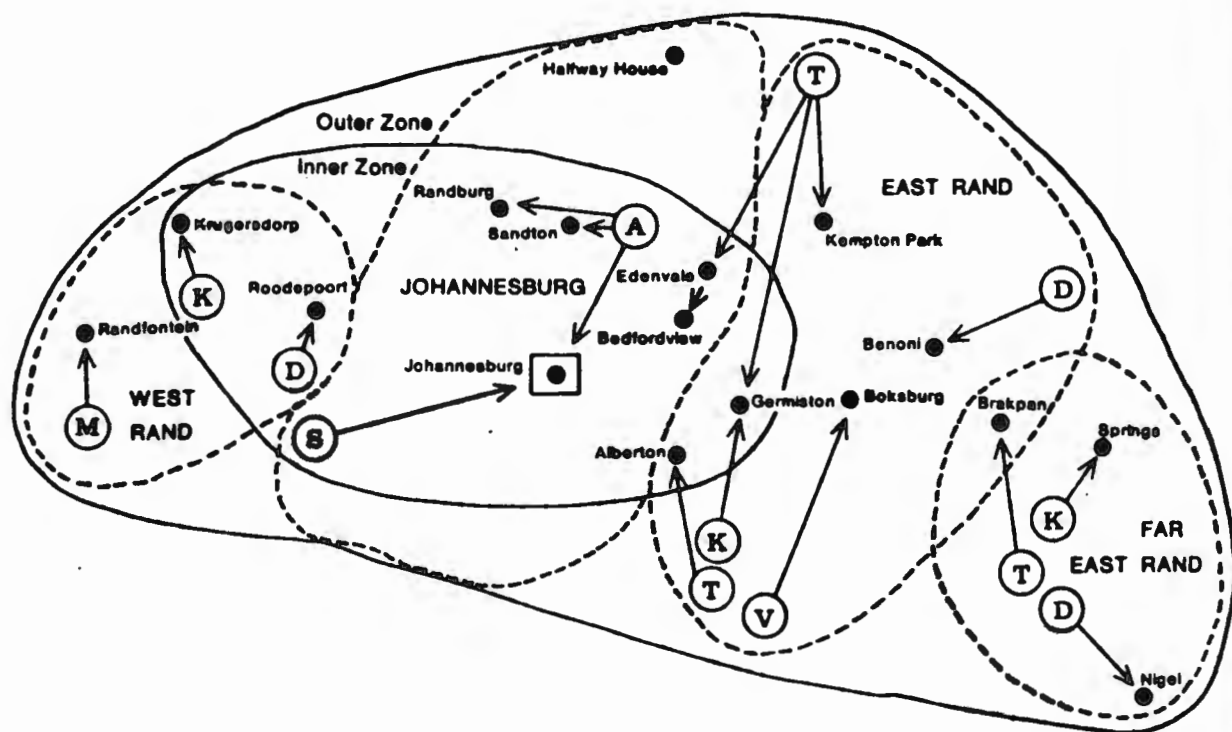 Halfway House
T
Outer Zone
Inner Zone
EAST RAND
Randburg
Krugersdorp
Sandton
A
Kempton Park
Edenvale
JOHANNESBURG
D
K
Roodepoort
Randfontein
Bedfordview
Benoni
D
Johannesburg
WEST
RAND
M
Germiston
Boksburg
Brakpan
S
Springs
Alberton
K
K
FAR
EAST RAND
T
T
D
V
Nigel